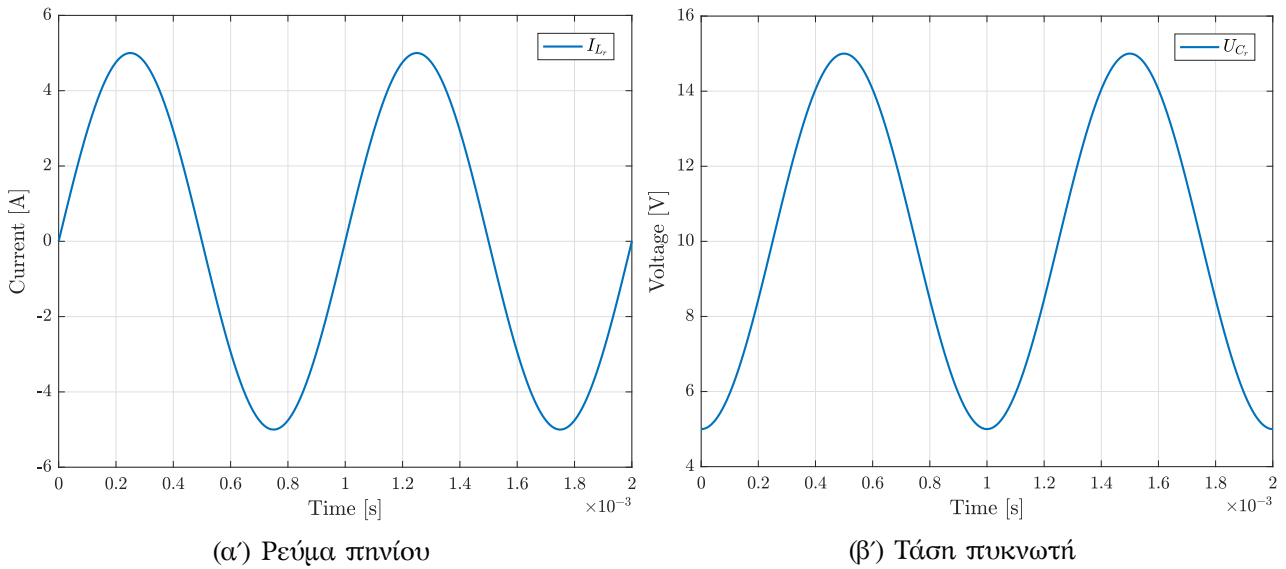 6
4
2
0
-2
-4
-6
Current [A]
I_{L_r}
0 0.2 0.4 0.6 0.8 1 1.2 1.4 1.6 1.8 2
Time [s]
×10⁻³
(α΄) Ρεύμα πηνίου
16
14
12
10
8
6
4
Voltage [V]
U_{C_r}
0 0.2 0.4 0.6 0.8 1 1.2 1.4 1.6 1.8 2
Time [s]
×10⁻³
(β΄) Τάση πυκνωτή